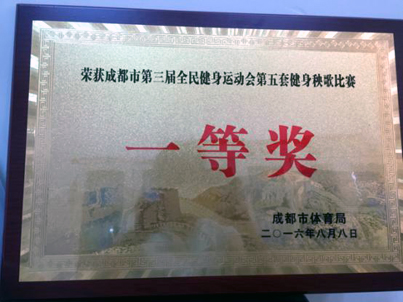 荣获成都市第三届全民健身运动会第五套健身秧歌比赛
一等奖
成都市体育局
二〇一六年八月八日